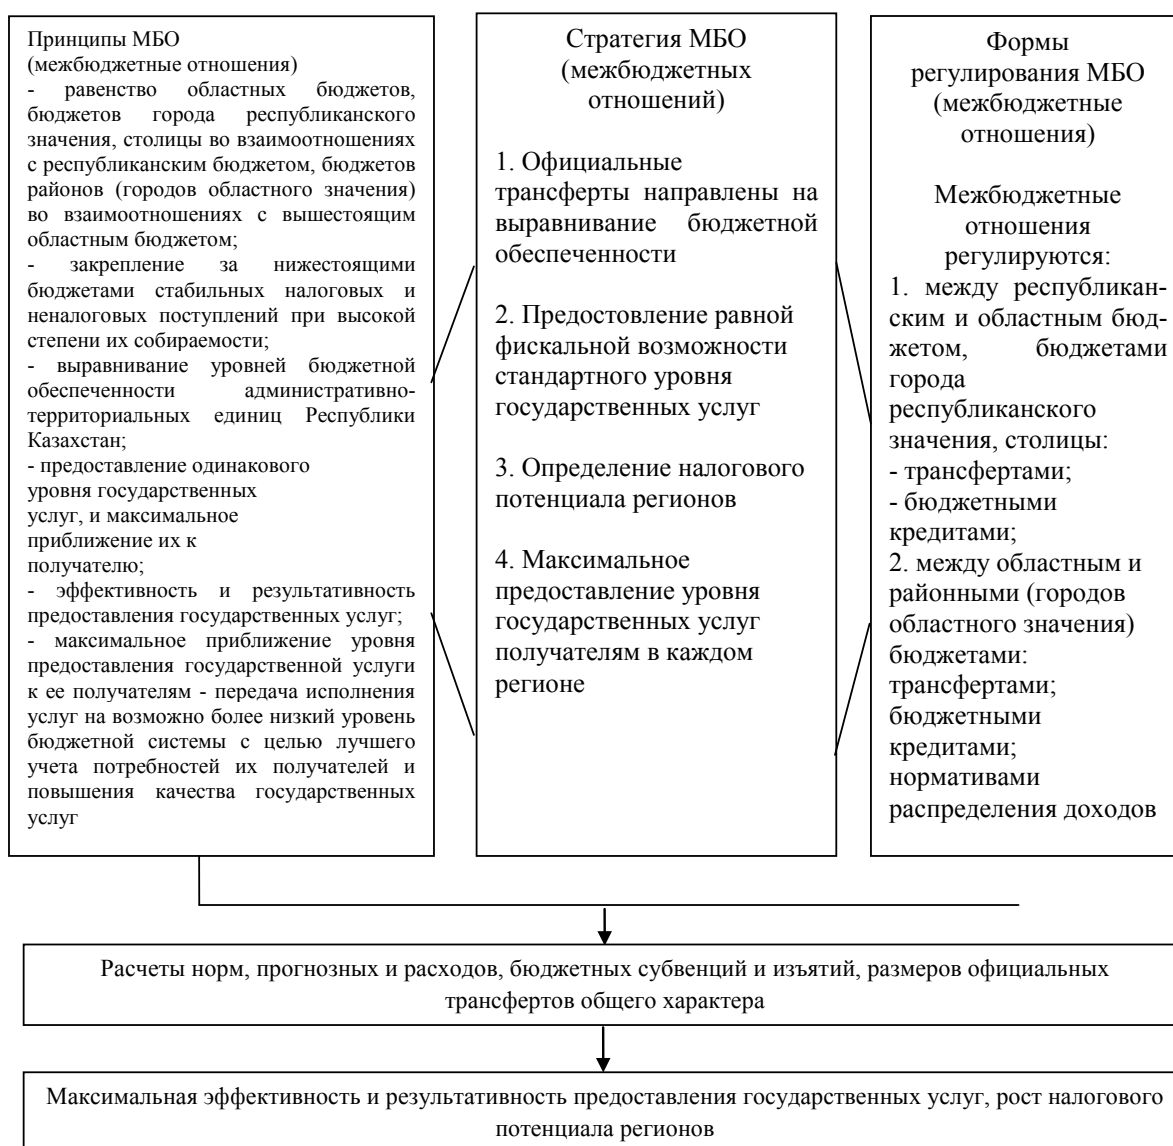 Принципы МБО
(межбюджетные отношения)
- равенство областных бюджетов,
бюджетов города республиканского
значения, столицы во взаимоотношениях
с республиканским бюджетом, бюджетов
районов (городов областного значения)
во взаимоотношениях с вышестоящим
областным бюджетом;
- закрепление за нижестоящими
бюджетами стабильных налоговых и
неналоговых поступлений при высокой
степени их собираемости;
- выравнивание уровней бюджетной
обеспеченности административно-
территориальных единиц Республики
Казахстан;
- предоставление одинакового
уровня государственных
услуг, и максимальное
приближение их к
получателю;
- эффективность и результативность
предоставления государственных услуг;
- максимальное приближение уровня
предоставления государственной услуги
к ее получателям - передача исполнения
услуг на возможно более низкий уровень
бюджетной системы с целью лучшего
учета потребностей их получателей и
повышения качества государственных
услуг
Стратегия МБО
(межбюджетных
отношений)
1. Официальные
трансферты направлены на
выравнивание бюджетной
обеспеченности
2. Предостовление равной
фискальной возможности
стандартного уровня
государственных услуг
3. Определение налогового
потенциала регионов
4. Максимальное
предоставление уровня
государственных услуг
получателям в каждом
регионе
Формы
регулирования МБО
(межбюджетные
отношения)
Межбюджетные
отношения
регулируются:
1. между республикан-
ским и областным бюд-
жетом, бюджетами
города
республиканского
значения, столицы:
- трансфертами;
- бюджетными
кредитами;
2. между областным и
районными (городов
областного значения)
бюджетами:
трансфертами;
бюджетными
кредитами;
нормативами
распределения доходов
Расчеты норм, прогнозных и расходов, бюджетных субвенций и изъятий, размеров официальных
трансфертов общего характера
Максимальная эффективность и результативность предоставления государственных услуг, рост налогового
потенциала регионов